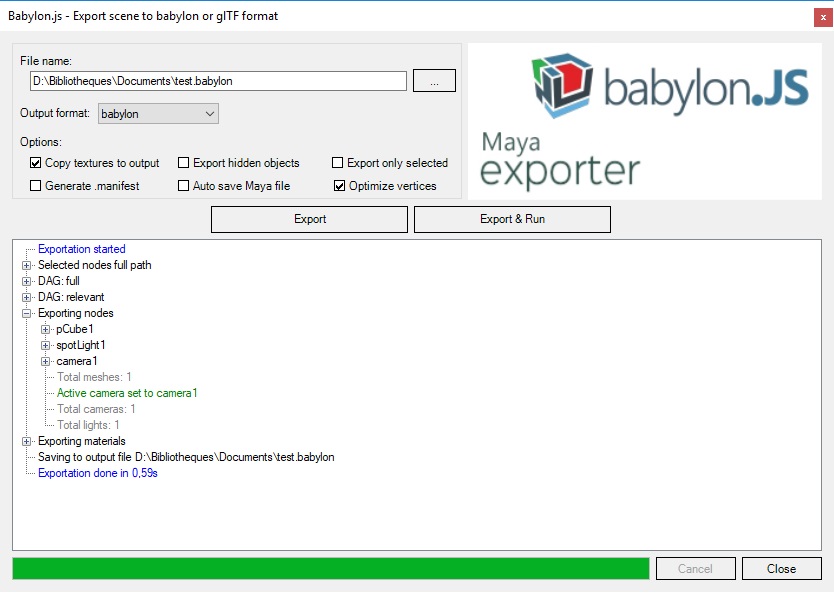 Babylon.js - Export scene to babylon or glTF format
x
File name:
D:\Bibliotheques\Documents\test.babylon
...
babylon.JS
Maya
exporter
Output format: babylon
Options:
Copy textures to output Export hidden objects Export only selected
Generate .manifest Auto save Maya file Optimize vertices
Export Export & Run
Exportation started
Selected nodes full path
DAG: full
DAG: relevant
Exporting nodes
pCube1
spotLight1
camera1
Total meshes: 1
Active camera set to camera1
Total cameras: 1
Total lights: 1
Exporting materials
Saving to output file D:\Bibliotheques\Documents\test.babylon
Exportation done in 0,59s
Cancel Close